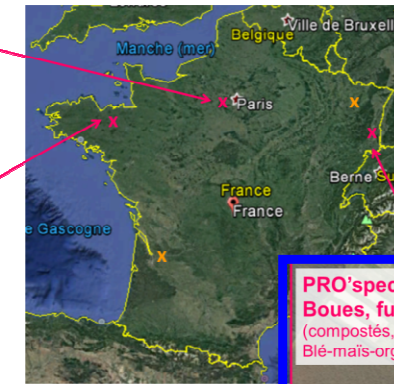 Ville de Bruxell
Belgique
Manche (mer)
x Paris
x
x
x
Berne Su
France
France
e Gascogne
x
PRO'spec
Boues, fu
(compostés,
Blé-maïs-org